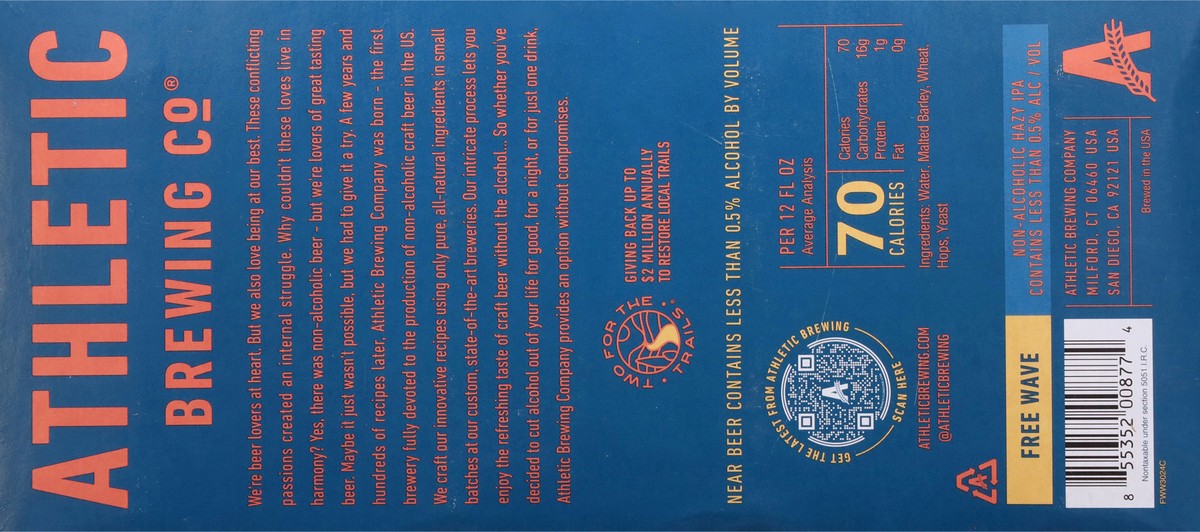 ATHLETIC
BREWING CO®
We're beer lovers at heart. But we also love being at our best. These conflicting
passions created an internal struggle. Why couldn't these loves live in
harmony? Yes, there was non-alcoholic beer - but we're lovers of great tasting
beer. Maybe it just wasn't possible, but we had to give it a try. A few years and
hundreds of recipes later, Athletic Brewing Company was born - the first
brewery fully devoted to the production of non-alcoholic craft beer in the US.
We craft our innovative recipes using only pure, all-natural ingredients in small
batches at our custom, state-of-the-art breweries. Our intricate process lets you
enjoy the refreshing taste of craft beer without the alcohol... So whether you've
decided to cut alcohol out of your life for good, for a night, or for just one drink,
Athletic Brewing Company provides an option without compromises.
TWO FOR THE TRAILS
GIVING BACK UP TO
$2 MILLION ANNUALLY
TO RESTORE LOCAL TRAILS
NEAR BEER CONTAINS LESS THAN 0.5% ALCOHOL BY VOLUME
GET THE LATEST FROM ATHLETIC BREWING
SCAN HERE
ATHLETICBREWING.COM
@ATHLETICBREWING
PER 12 FL OZ
Average Analysis
70
CALORIES
Calories 70
Carbohydrates 16g
Protein 1g
Fat 0g
Ingredients: Water, Malted Barley, Wheat,
Hops, Yeast
FREE WAVE
NON-ALCOHOLIC HAZY IPA
CONTAINS LESS THAN 0.5% ALC / VOL
8 55352 00877 4
Nontaxable under section 5051 I.R.C.
FWW3024C
ATHLETIC BREWING COMPANY
MILFORD, CT 06460 USA
SAN DIEGO, CA 92121 USA
Brewed in the USA
A